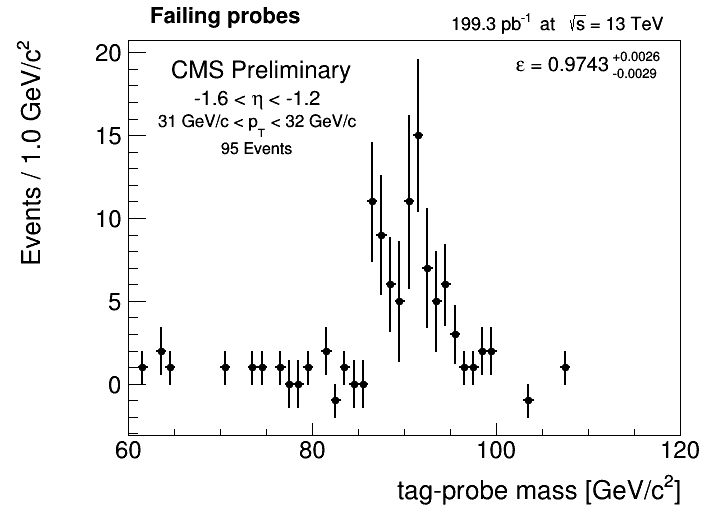 Failing probes
199.3 pb⁻¹ at √s = 13 TeV
CMS Preliminary
-1.6 < η < -1.2
31 GeV/c < p_T < 32 GeV/c
95 Events
ε = 0.9743 +0.0026 -0.0029
Events / 1.0 GeV/c²
20
15
10
5
0
60 80 100 120
tag-probe mass [GeV/c²]